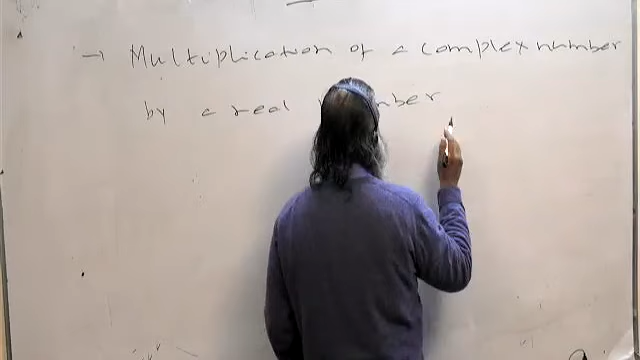 → Multiplication of a complex number
by a real number